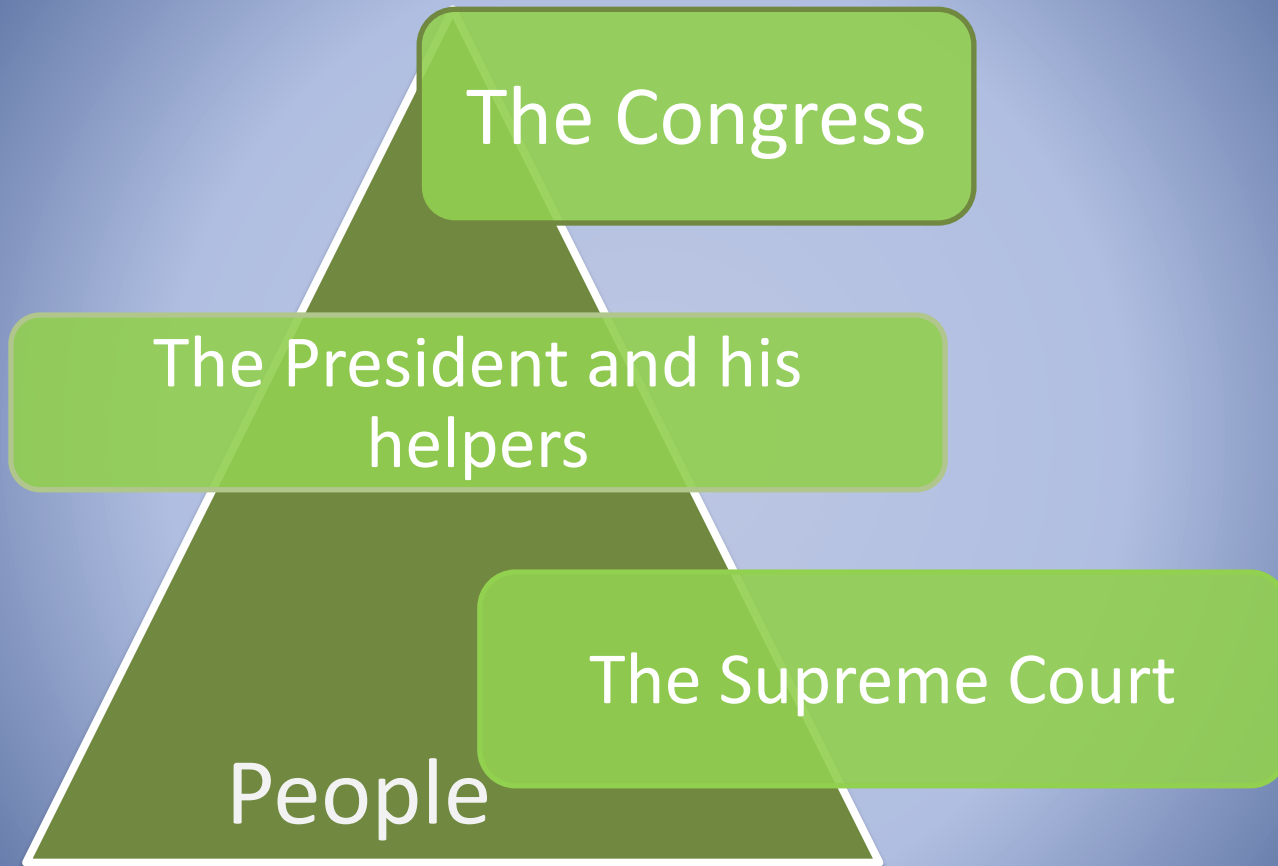 The Congress
The President and his
helpers
The Supreme Court
People